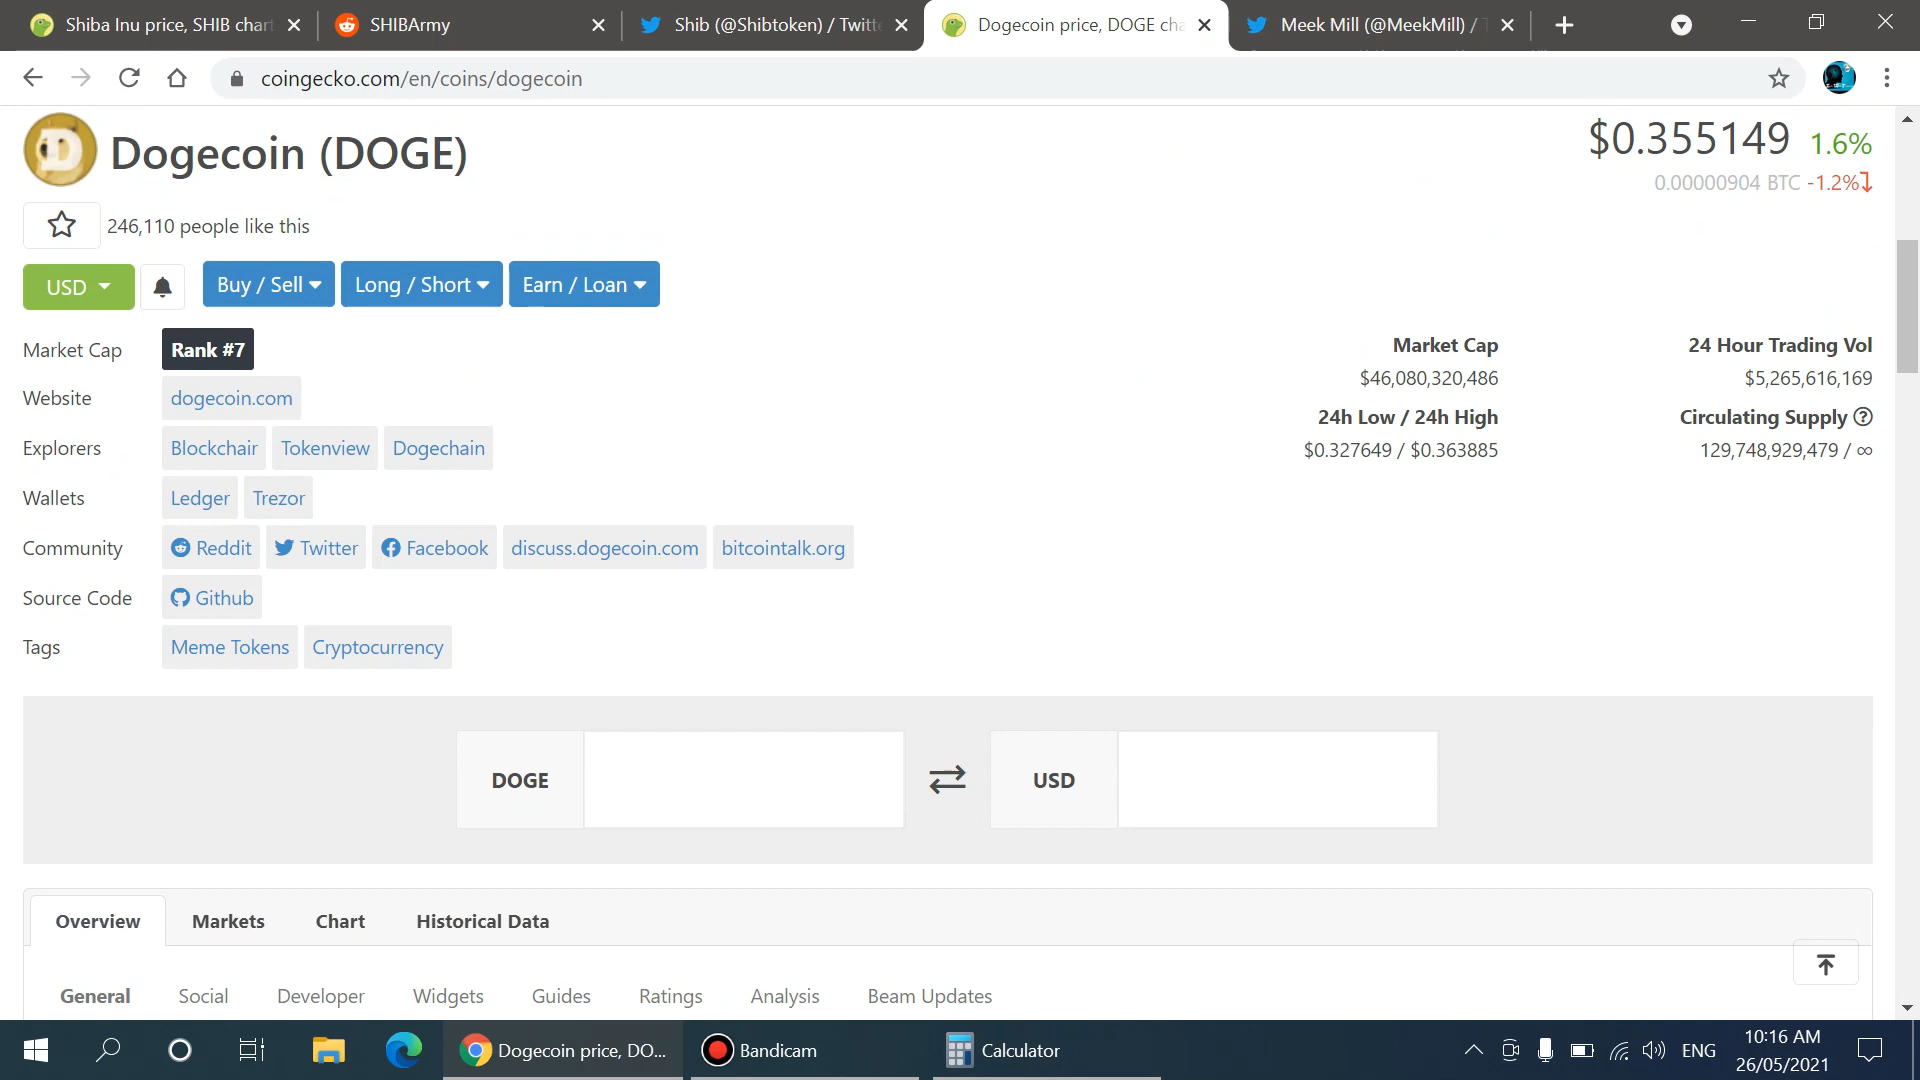 Shiba Inu price, SHIB chart
SHIBArmy
Shib (@Shibtoken) / Twitte
Dogecoin price, DOGE cha
Meek Mill (@MeekMill) / T
coingecko.com/en/coins/dogecoin
Dogecoin (DOGE)
$0.355149 1.6%
0.00000904 BTC -1.2%
246,110 people like this
USD
Buy / Sell
Long / Short
Earn / Loan
Market Cap Rank #7
Website dogecoin.com
Explorers Blockchair Tokenview Dogechain
Wallets Ledger Trezor
Community Reddit Twitter Facebook discuss.dogecoin.com bitcointalk.org
Source Code Github
Tags Meme Tokens Cryptocurrency
Market Cap 24 Hour Trading Vol
$46,080,320,486 $5,265,616,169
24h Low / 24h High Circulating Supply ?
$0.327649 / $0.363885 129,748,929,479 / ∞
DOGE USD
Overview Markets Chart Historical Data
General Social Developer Widgets Guides Ratings Analysis Beam Updates
Dogecoin price, DO...
Bandicam
Calculator
ENG
10:16 AM
26/05/2021